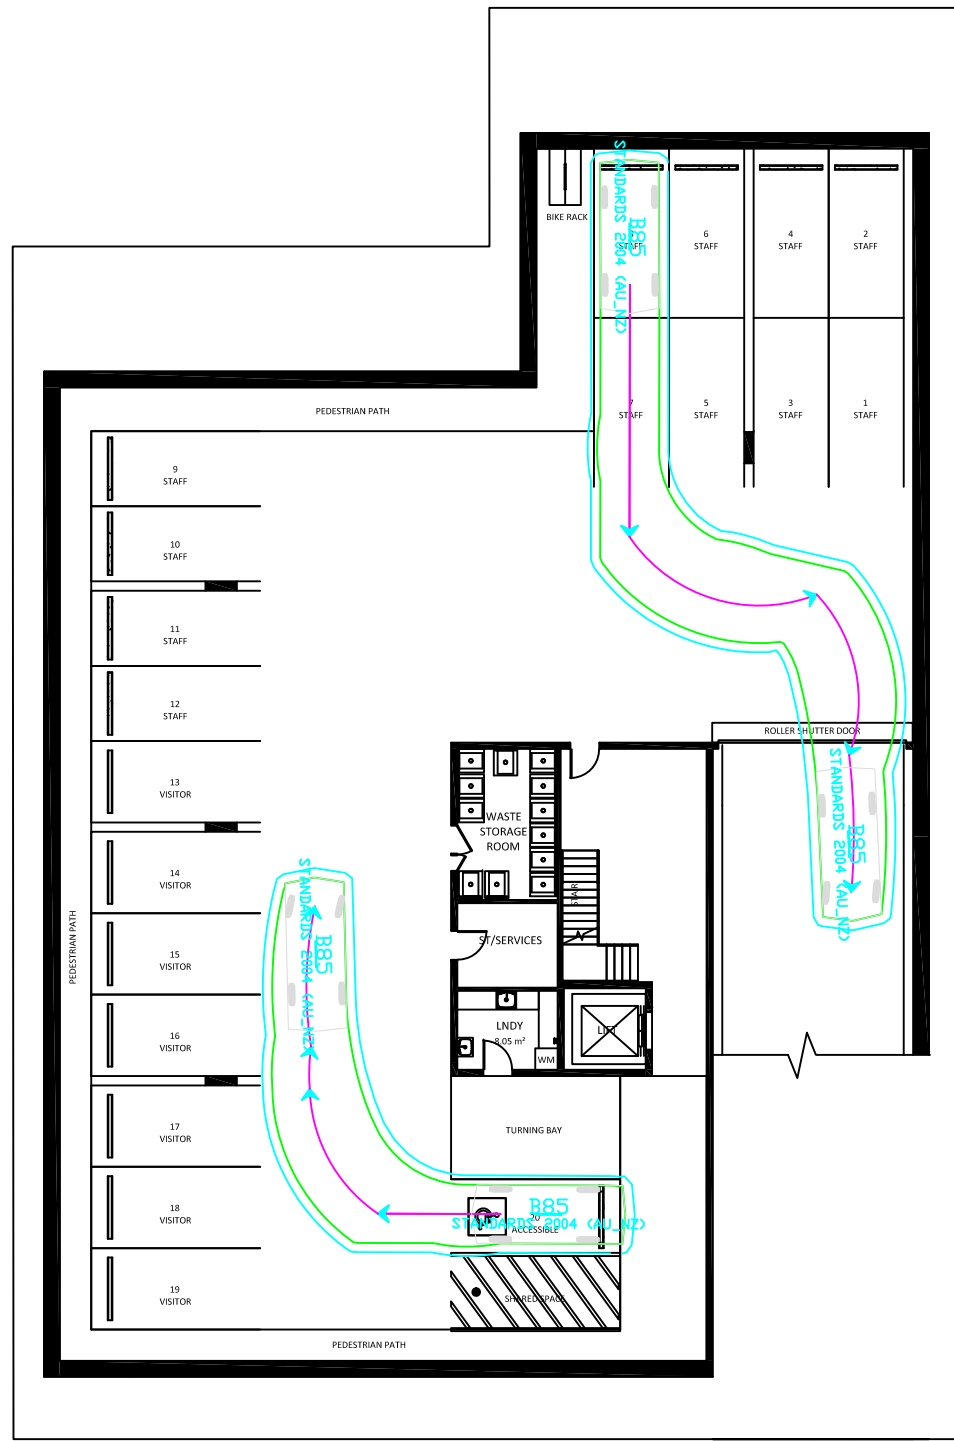 BIKE RACK
STANDARDS 2004 (AU_NZ)
B85
STAFF
6
STAFF
4
STAFF
2
STAFF
7
STAFF
5
STAFF
3
STAFF
1
STAFF
PEDESTRIAN PATH
9
STAFF
10
STAFF
11
STAFF
12
STAFF
13
VISITOR
14
VISITOR
15
VISITOR
16
VISITOR
17
VISITOR
18
VISITOR
19
VISITOR
PEDESTRIAN PATH
ROLLER SHUTTER DOOR
STANDARDS 2004 (AU_NZ)
B85
WASTE
STORAGE
ROOM
STAIR
ST/SERVICES
LNDY
8.05 m²
WM
LIFT
STANDARDS 2004 (AU_NZ)
B85
TURNING BAY
B85
STANDARDS 2004 (AU_NZ)
20
ACCESSIBLE
SHARED SPACE
PEDESTRIAN PATH